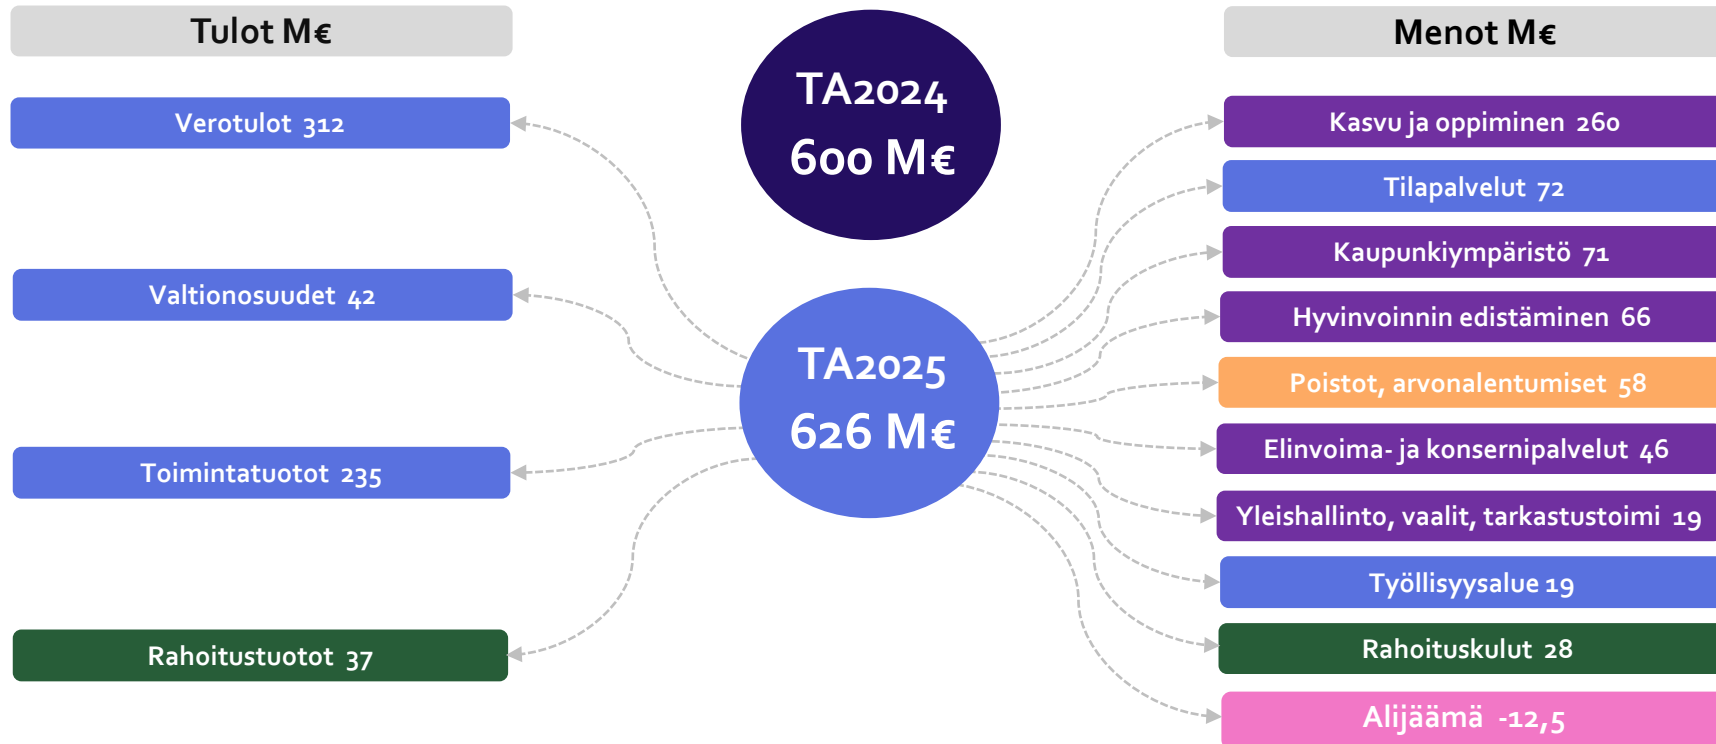 Tulot M€
Verotulot 312
Valtionosuudet 42
Toimintatuotot 235
Rahoitustuotot 37
TA2024
600 M€
TA2025
626 M€
Menot M€
Kasvu ja oppiminen 260
Tilapalvelut 72
Kaupunkiympäristö 71
Hyvinvoinnin edistäminen 66
Poistot, arvonalentumiset 58
Elinvoima- ja konsernipalvelut 46
Yleishallinto, vaalit, tarkastustoimi 19
Työllisyysalue 19
Rahoituskulut 28
Alijäämä -12,5